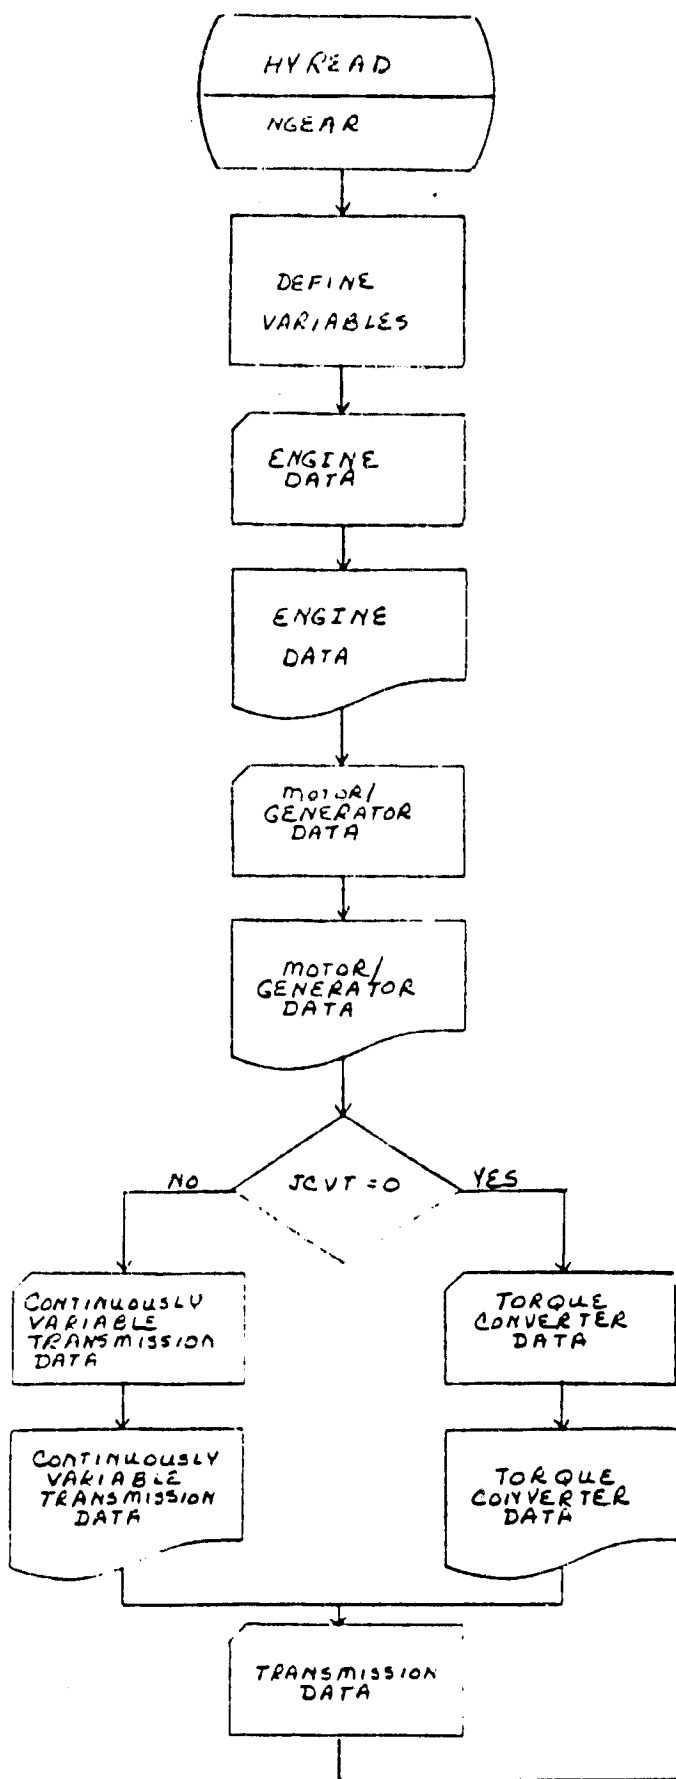 HYREAD
NGEAR
DEFINE
VARIABLES
ENGINE
DATA
ENGINE
DATA
MOTOR/
GENERATOR
DATA
MOTOR/
GENERATOR
DATA
NO
JCVT = 0
YES
CONTINUOUSLY
VARIABLE
TRANSMISSION
DATA
TORQUE
CONVERTER
DATA
CONTINUOUSLY
VARIABLE
TRANSMISSION
DATA
TORQUE
CONVERTER
DATA
TRANSMISSION
DATA